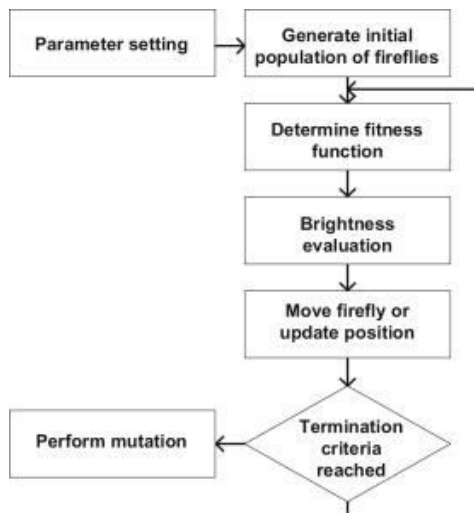 Parameter setting
Generate initial
population of fireflies
Determine fitness
function
Brightness
evaluation
Move firefly or
update position
Perform mutation
Termination
criteria
reached